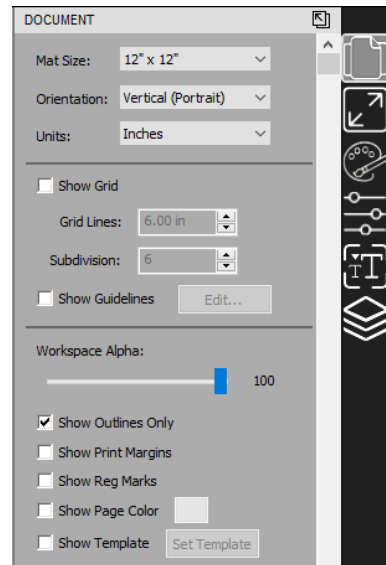 DOCUMENT
Mat Size: 12" x 12"
Orientation: Vertical (Portrait)
Units: Inches
Show Grid
Grid Lines: 6.00 in
Subdivision: 6
Show Guidelines Edit...
Workspace Alpha:
100
Show Outlines Only
Show Print Margins
Show Reg Marks
Show Page Color
Show Template Set Template
TT